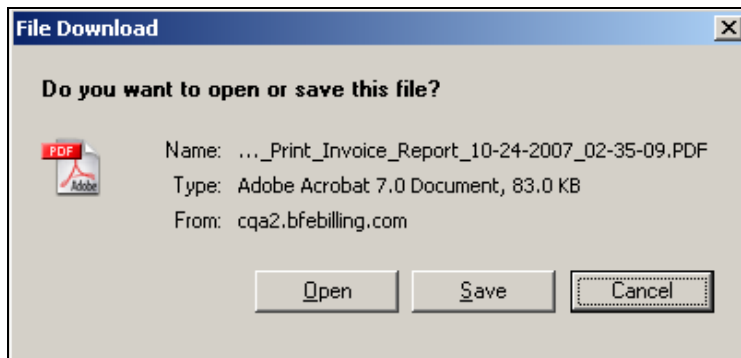 File Download
Do you want to open or save this file?
PDF
Adobe
Name: ..._Print_Invoice_Report_10-24-2007_02-35-09.PDF
Type: Adobe Acrobat 7.0 Document, 83.0 KB
From: cqa2.bfebilling.com
Open Save Cancel